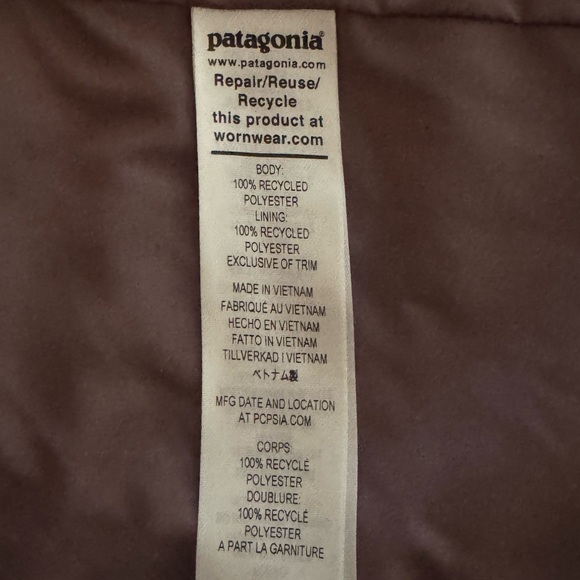 patagonia®
www.patagonia.com
Repair/Reuse/
Recycle
this product at
wornwear.com
BODY:
100% RECYCLED
POLYESTER
LINING:
100% RECYCLED
POLYESTER
EXCLUSIVE OF TRIM
MADE IN VIETNAM
FABRIQUÉ AU VIETNAM
HECHO EN VIETNAM
FATTO IN VIETNAM
TILLVERKAD I VIETNAM
ベトナム製
MFG DATE AND LOCATION
AT PCPSIA.COM
CORPS:
100% RECYCLÉ
POLYESTER
DOUBLURE:
100% RECYCLÉ
POLYESTER
A PART LA GARNITURE